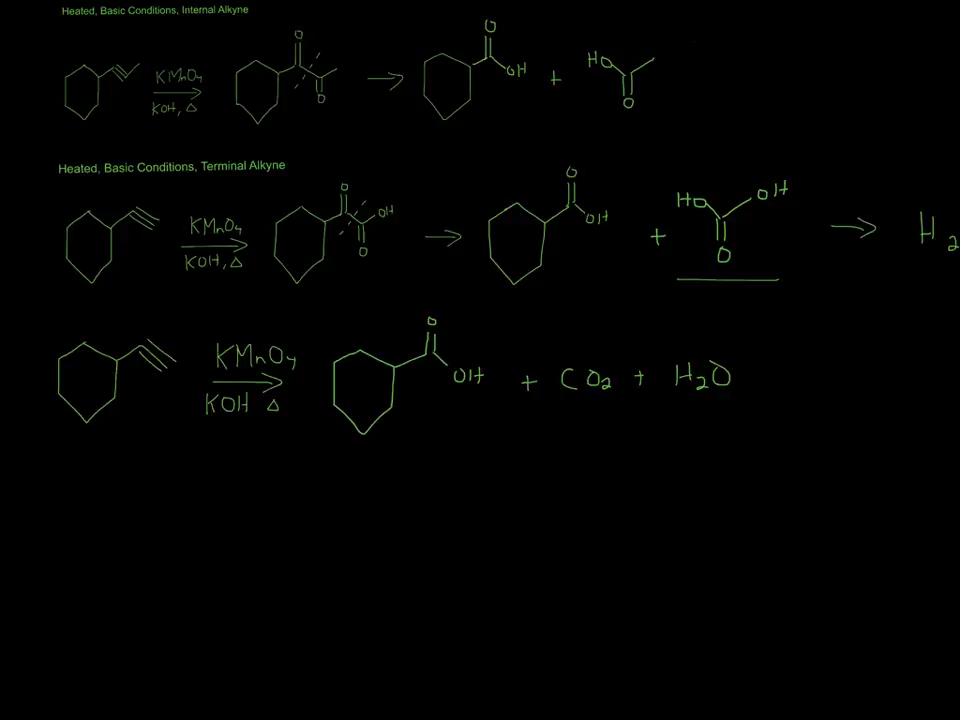 Heated, Basic Conditions, Internal Alkyne
KMnO4
KOH, Δ
O
O
→
O
OH
+
HO
O
Heated, Basic Conditions, Terminal Alkyne
KMnO4
KOH, Δ
O
OH
O
→
O
OH
+
HO
OH
O
→
H2
KMnO4
KOH Δ
O
OH
+ CO2 + H2O